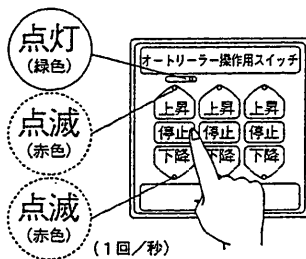 点灯
(緑色)
点滅
(赤色)
点滅
(赤色)
(1回/秒)
オートリーラー操作用スイッチ
上昇 上昇 上昇
停止 停止 停止
下降 下降